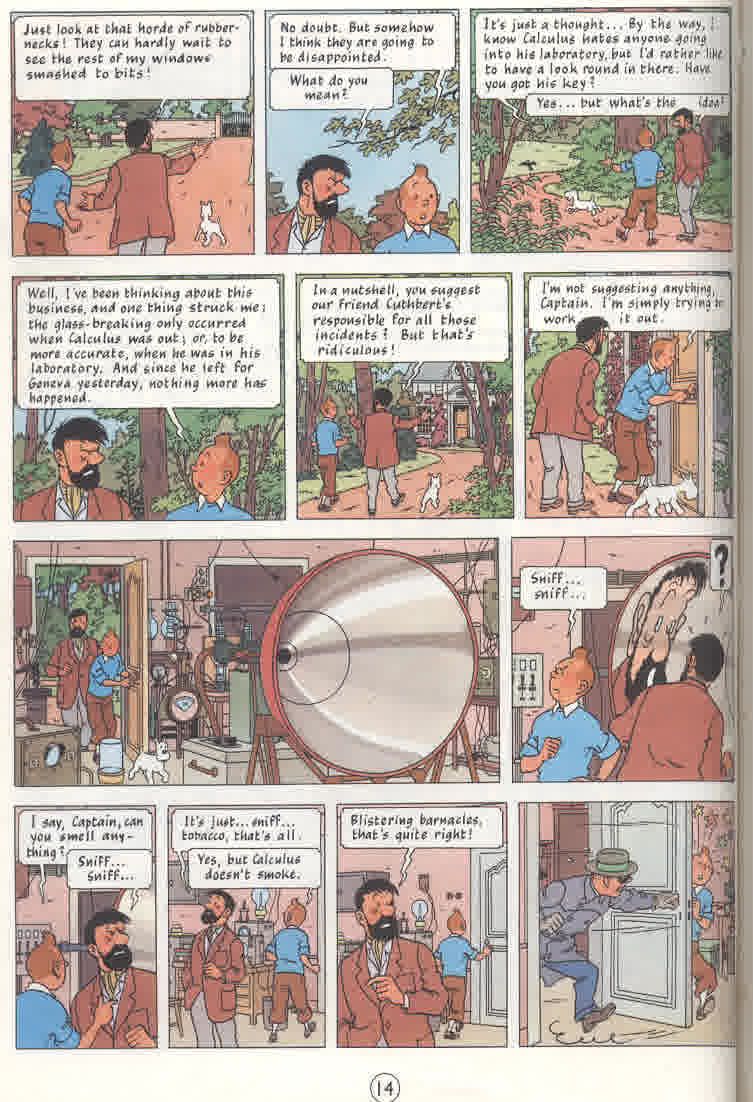 Just look at that horde of rubber-
necks! They can hardly wait to
see the rest of my windows
smashed to bits!
No doubt. But somehow
I think they are going to
be disappointed.
What do you
mean?
It's just a thought... By the way, I
know Calculus hates anyone going
into his laboratory, but I'd rather like
to have a look round in there. Have
you got his key?
Yes... but what's the idea?
Well, I've been thinking about this
business, and one thing struck me:
the glass-breaking only occurred
when Calculus was out; or, to be
more accurate, when he was in his
laboratory. And since he left for
Geneva yesterday, nothing more has
happened.
In a nutshell, you suggest
our friend Cuthbert's
responsible for all those
incidents? But that's
ridiculous!
I'm not suggesting anything,
Captain. I'm simply trying to
work it out.
Sniff...
sniff...
?
I say, Captain, can
you smell any-
thing?
Sniff...
Sniff...
It's just... sniff...
tobacco, that's all.
Yes, but Calculus
doesn't smoke.
Blistering barnacles,
that's quite right!
14